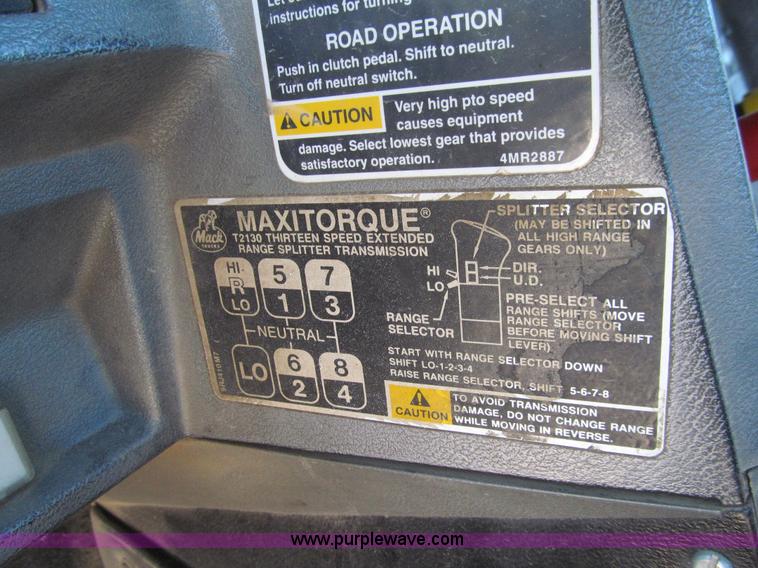 instructions for turning
ROAD OPERATION
Push in clutch pedal. Shift to neutral.
Turn off neutral switch.
CAUTION Very high pto speed
causes equipment
damage. Select lowest gear that provides
satisfactory operation. 4MR2887
Mack
TRUCKS
MAXITORQUE®
T2130 THIRTEEN SPEED EXTENDED
RANGE SPLITTER TRANSMISSION
HI R LO
5 1
7 3
NEUTRAL
LO
6 2
8 4
SPLITTER SELECTOR
(MAY BE SHIFTED IN
ALL HIGH RANGE
GEARS ONLY)
HI
LO
DIR.
U.D.
RANGE
SELECTOR
PRE-SELECT ALL
RANGE SHIFTS (MOVE
RANGE SELECTOR
BEFORE MOVING SHIFT
LEVER)
START WITH RANGE SELECTOR DOWN
SHIFT LO-1-2-3-4
RAISE RANGE SELECTOR, SHIFT 5-6-7-8
CAUTION
TO AVOID TRANSMISSION
DAMAGE, DO NOT CHANGE RANGE
WHILE MOVING IN REVERSE.
www.purplewave.com